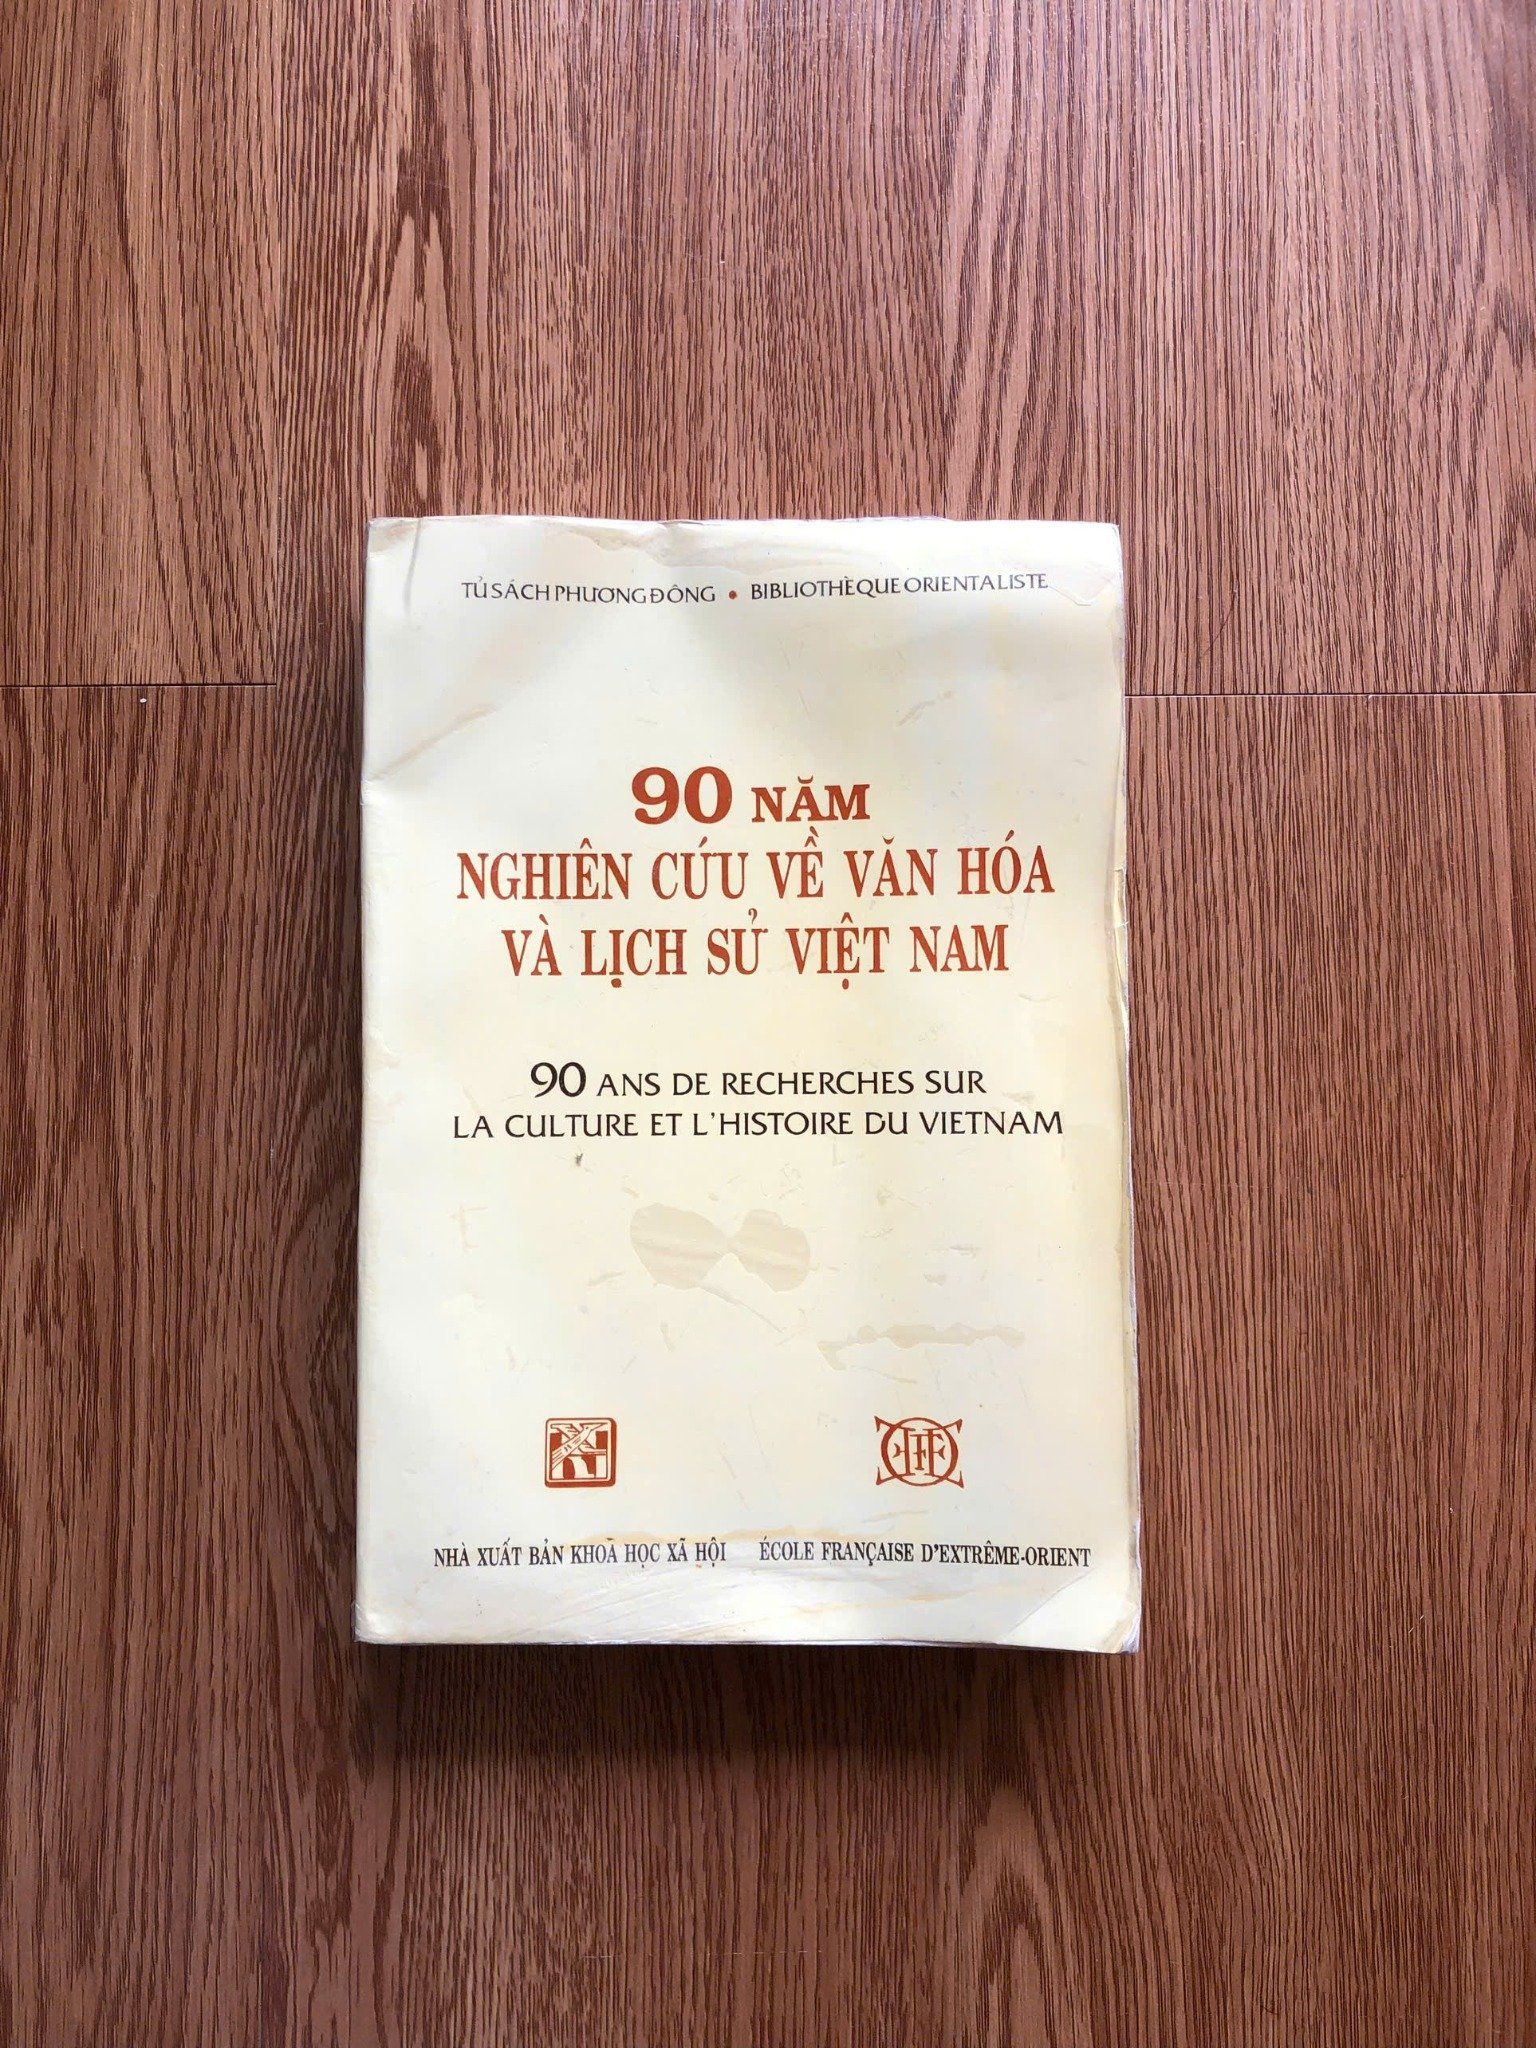 TỦ SÁCH PHƯƠNG ĐÔNG • BIBLIOTHÈQUE ORIENTALISTE
90 NĂM
NGHIÊN CỨU VỀ VĂN HÓA
VÀ LỊCH SỬ VIỆT NAM
90 ANS DE RECHERCHES SUR
LA CULTURE ET L'HISTOIRE DU VIETNAM
NHÀ XUẤT BẢN KHOA HỌC XÃ HỘI ÉCOLE FRANÇAISE D'EXTRÊME-ORIENT